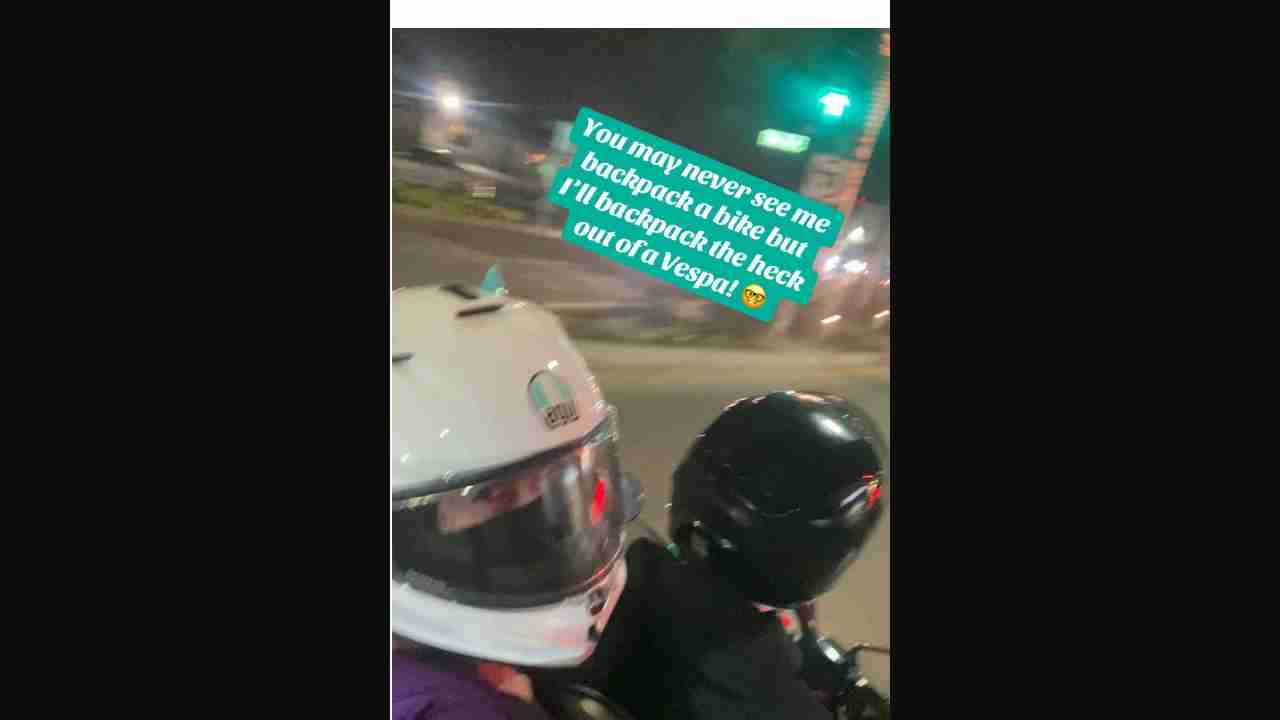 You may never see me
backpack a bike but
I'll backpack the heck
out of a Vespa! 🤓
AGV